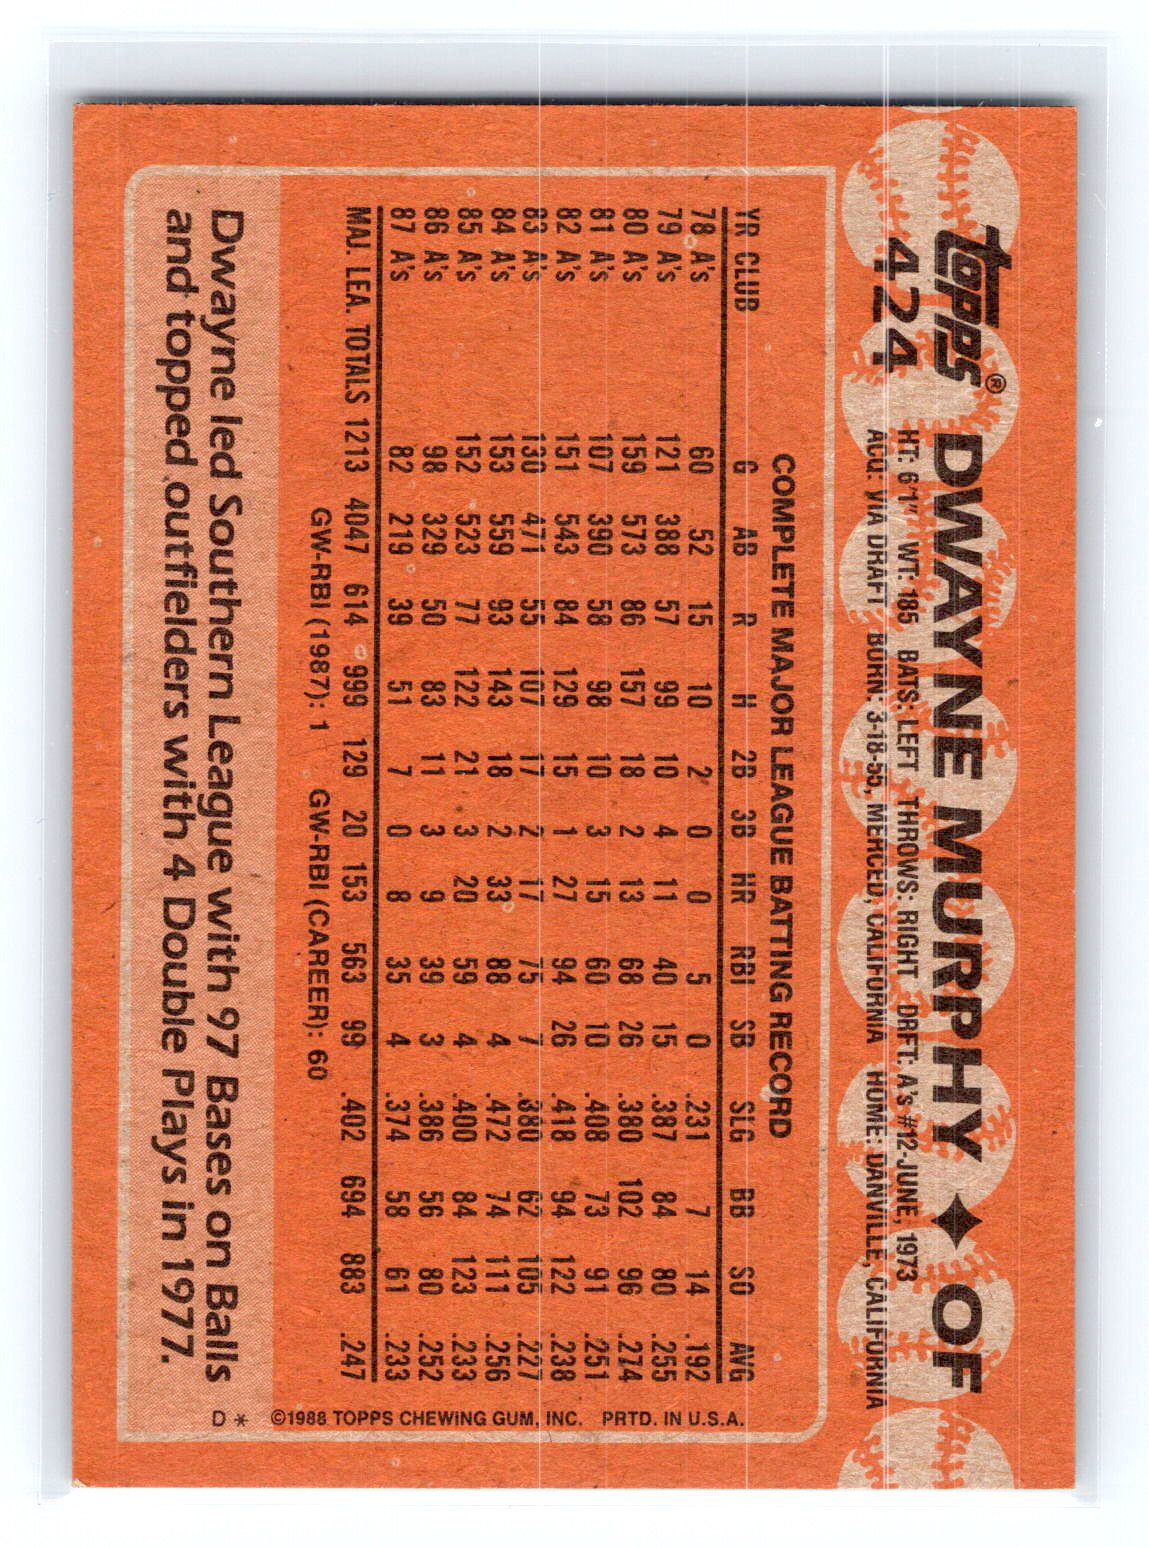 topps®
424 DWAYNE MURPHY ♦ OF
HT: 6'1" WT: 185 BATS: LEFT THROWS: RIGHT DRFT: A's #12-JUNE, 1973
ACQ: VIA DRAFT BORN: 3-18-55, MERCED, CALIFORNIA HOME: DANVILLE, CALIFORNIA
COMPLETE MAJOR LEAGUE BATTING RECORD
YR CLUB G AB R H 2B 3B HR RBI SB SLG BB SO AVG
78 A's 60 52 15 10 2 0 0 5 0 .231 7 14 .192
79 A's 121 388 57 99 10 4 11 40 15 .387 84 80 .255
80 A's 159 573 86 157 18 2 13 68 26 .380 102 96 .274
81 A's 107 390 58 98 10 3 15 60 10 .408 73 91 .251
82 A's 151 543 84 129 15 1 27 94 26 .418 94 122 .238
83 A's 130 471 55 107 17 2 17 75 7 .380 62 105 .227
84 A's 153 559 93 143 18 2 33 88 4 .472 74 111 .256
85 A's 152 523 77 122 21 3 20 59 4 .400 84 123 .233
86 A's 98 329 50 83 11 3 9 39 3 .386 56 80 .252
87 A's 82 219 39 51 7 0 8 35 4 .374 58 61 .233
MAJ. LEA. TOTALS 1213 4047 614 999 129 20 153 563 99 .402 694 883 .247
GW-RBI (1987): 1 GW-RBI (CAREER): 60
Dwayne led Southern League with 97 Bases on Balls
and topped outfielders with 4 Double Plays in 1977.
D * ©1988 TOPPS CHEWING GUM, INC. PRTD. IN U.S.A.